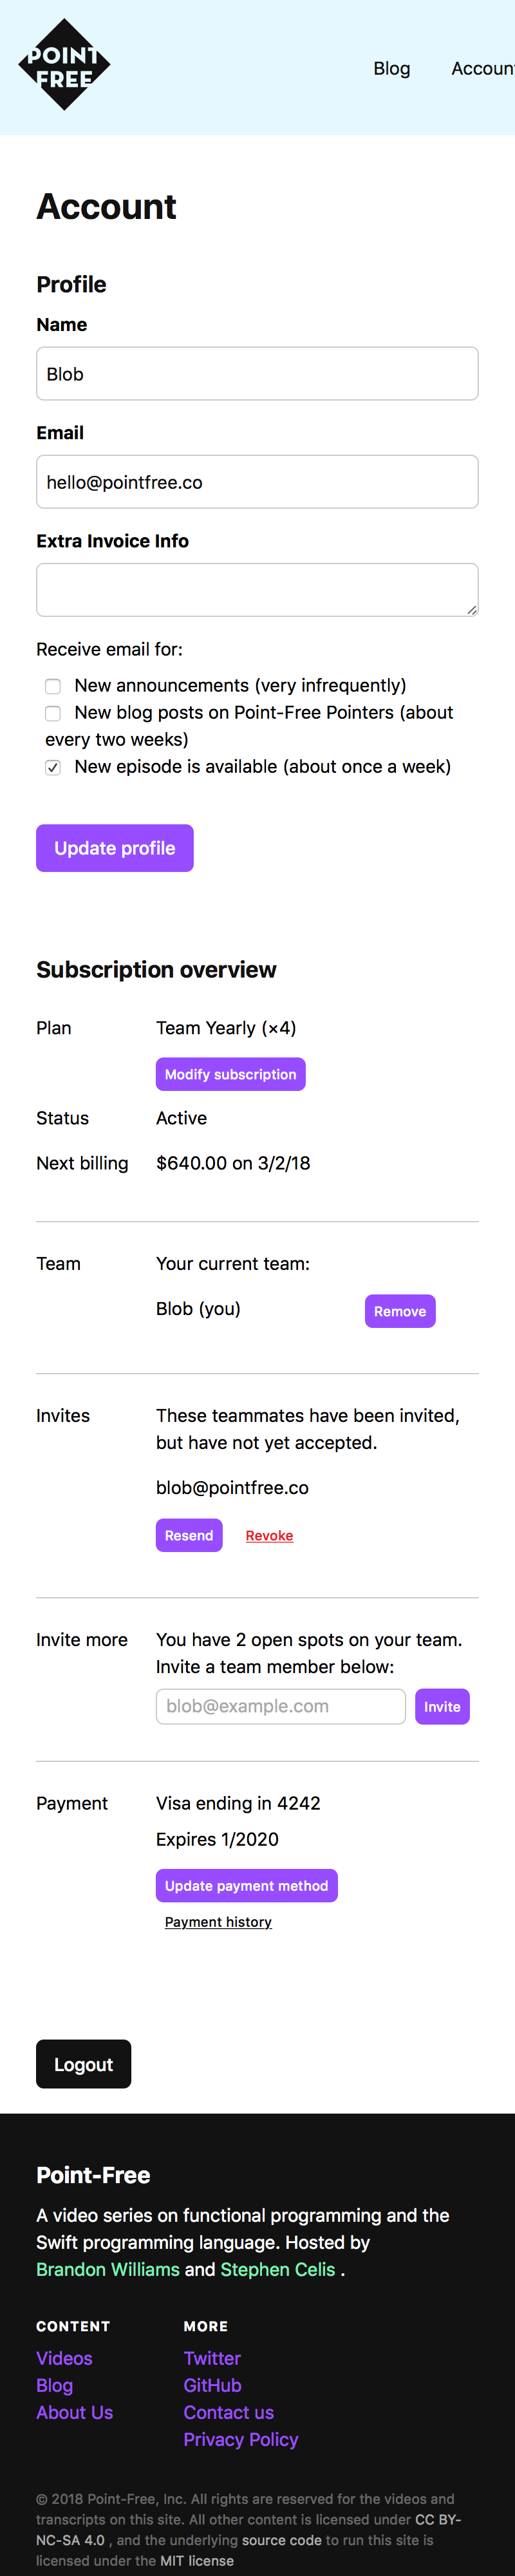 POINT
FREE
Blog
Accoun
Account
Profile
Name
Blob
Email
hello@pointfree.co
Extra Invoice Info
Receive email for:
New announcements (very infrequently)
New blog posts on Point-Free Pointers (about
every two weeks)
New episode is available (about once a week)
Update profile
Subscription overview
Plan
Team Yearly (×4)
Modify subscription
Status
Active
Next billing
$640.00 on 3/2/18
Team
Your current team:
Blob (you)
Remove
Invites
These teammates have been invited,
but have not yet accepted.
blob@pointfree.co
Resend
Revoke
Invite more
You have 2 open spots on your team.
Invite a team member below:
blob@example.com
Invite
Payment
Visa ending in 4242
Expires 1/2020
Update payment method
Payment history
Logout
Point-Free
A video series on functional programming and the
Swift programming language. Hosted by
Brandon Williams and Stephen Celis .
CONTENT
Videos
Blog
About Us
MORE
Twitter
GitHub
Contact us
Privacy Policy
© 2018 Point-Free, Inc. All rights are reserved for the videos and
transcripts on this site. All other content is licensed under CC BY-
NC-SA 4.0 , and the underlying source code to run this site is
licensed under the MIT license